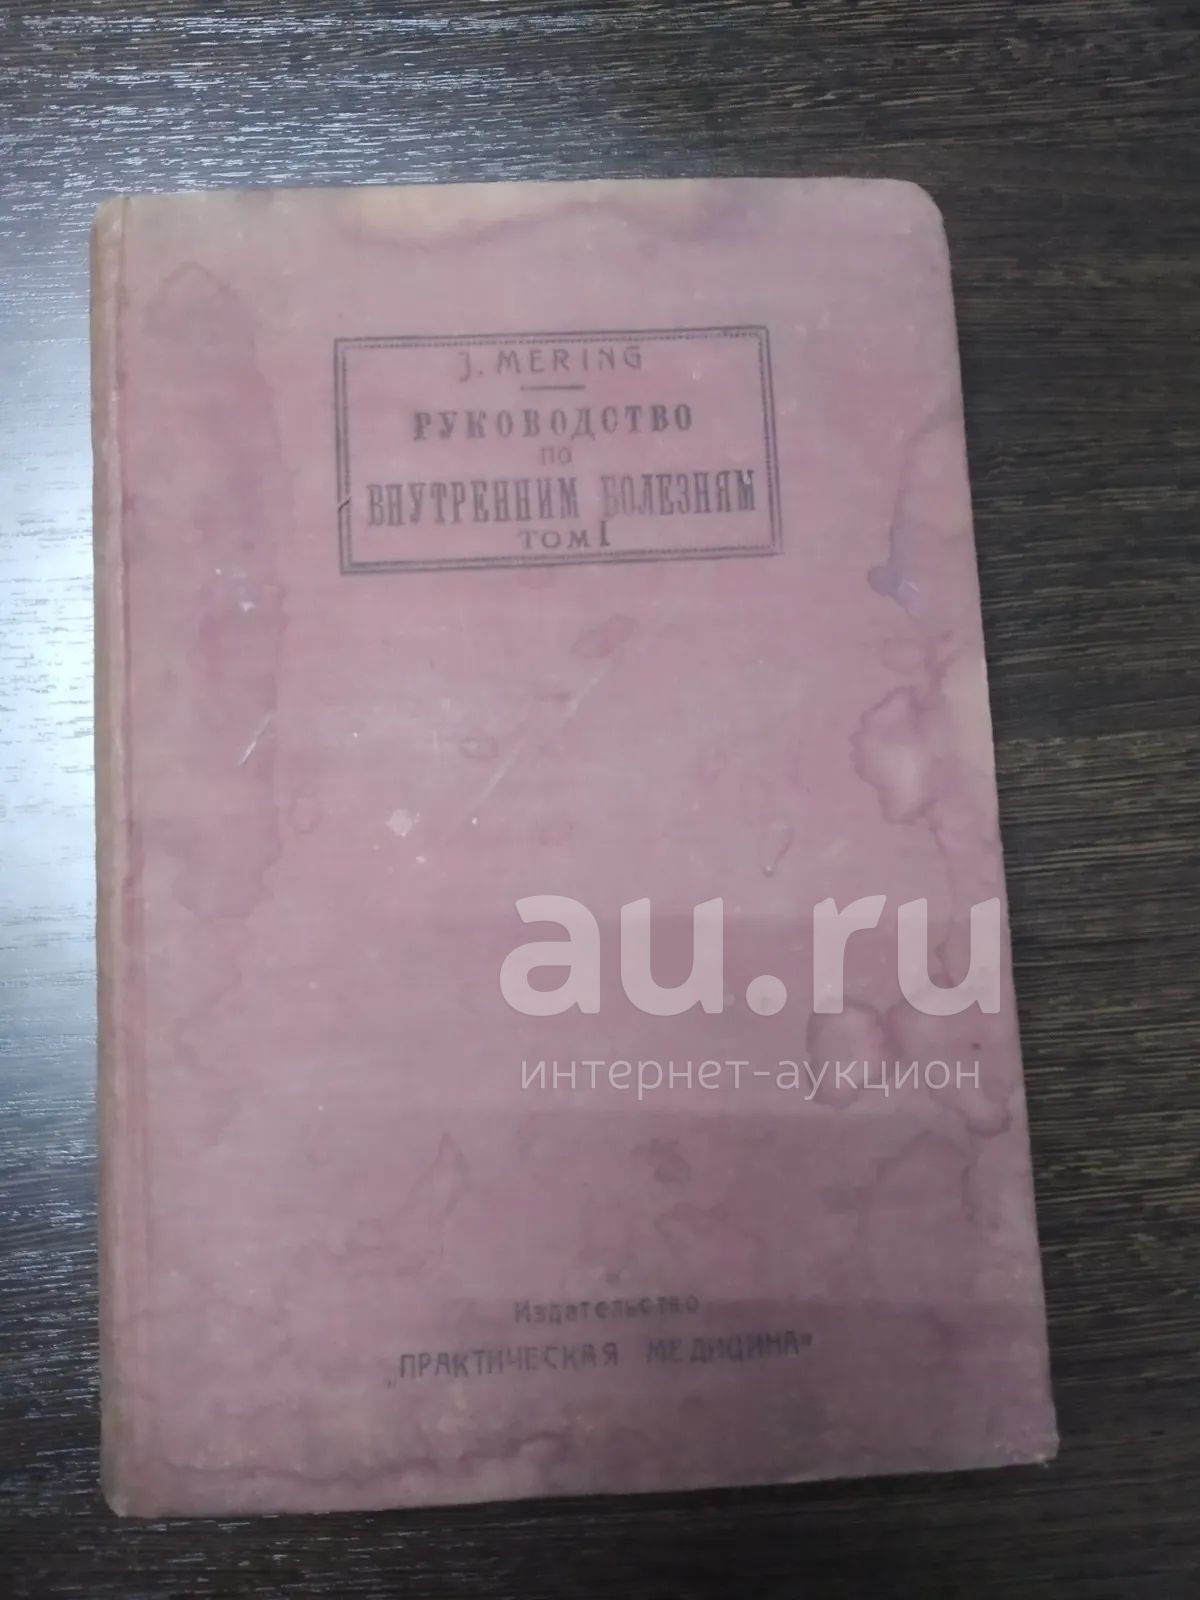 J. MERING
РУКОВОДСТВО
ПО
ВНУТРЕННИМ БОЛЕЗНЯМ
ТОМ I
au.ru
интернет-аукцион
Издательство
„ПРАКТИЧЕСКАЯ МЕДИЦИНА"